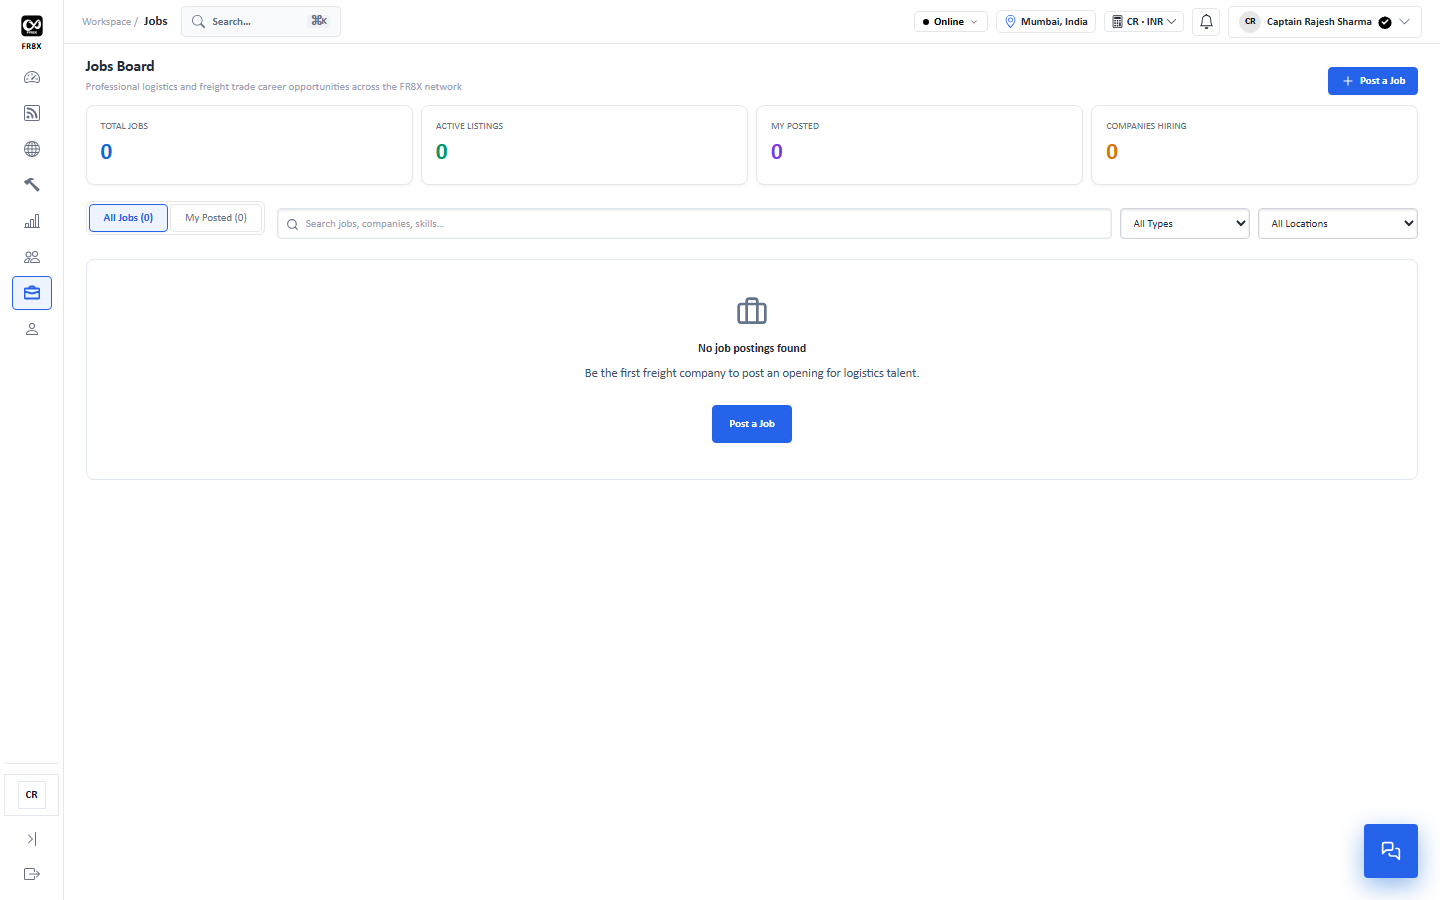 FR8X
Workspace / Jobs
Search...
⌘K
Online
Mumbai, India
CR · INR
CR
Captain Rajesh Sharma
Jobs Board
Professional logistics and freight trade career opportunities across the FR8X network
Post a Job
TOTAL JOBS
0
ACTIVE LISTINGS
0
MY POSTED
0
COMPANIES HIRING
0
All Jobs (0)
My Posted (0)
Search jobs, companies, skills...
All Types
All Locations
No job postings found
Be the first freight company to post an opening for logistics talent.
Post a Job
CR